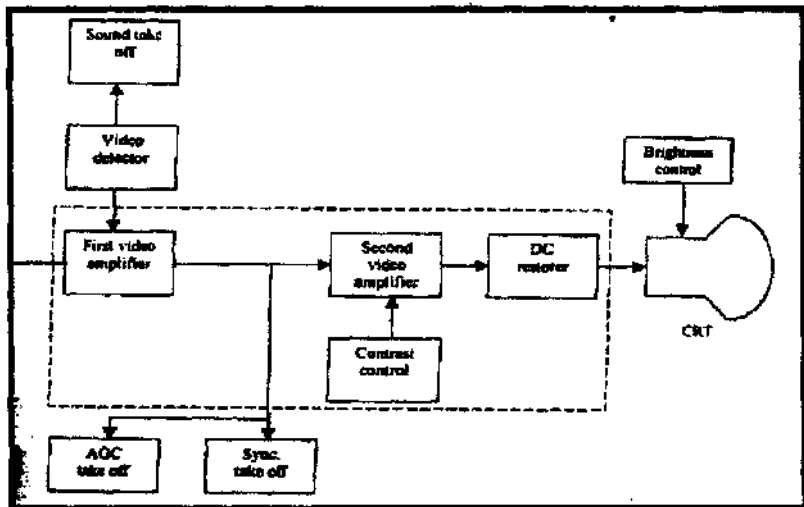 Sound take
off
Video
detector
Brightness
control
First video
amplifier
Second
video
amplifier
DC
restorer
CRT
Contrast
control
AGC
take off
Sync.
take off